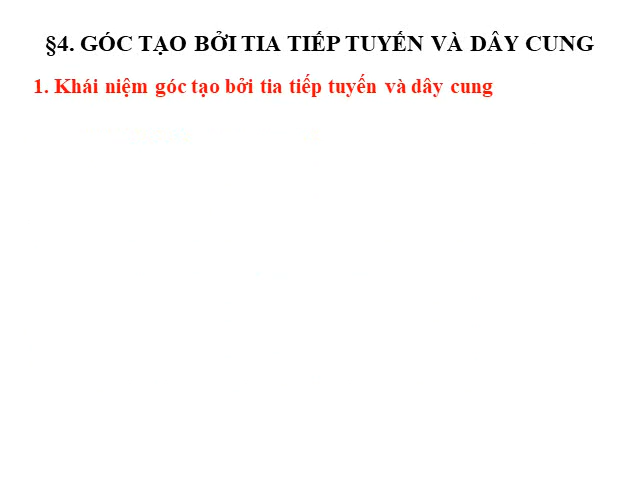 §4. GÓC TẠO BỞI TIA TIẾP TUYẾN VÀ DÂY CUNG
1. Khái niệm góc tạo bởi tia tiếp tuyến và dây cung